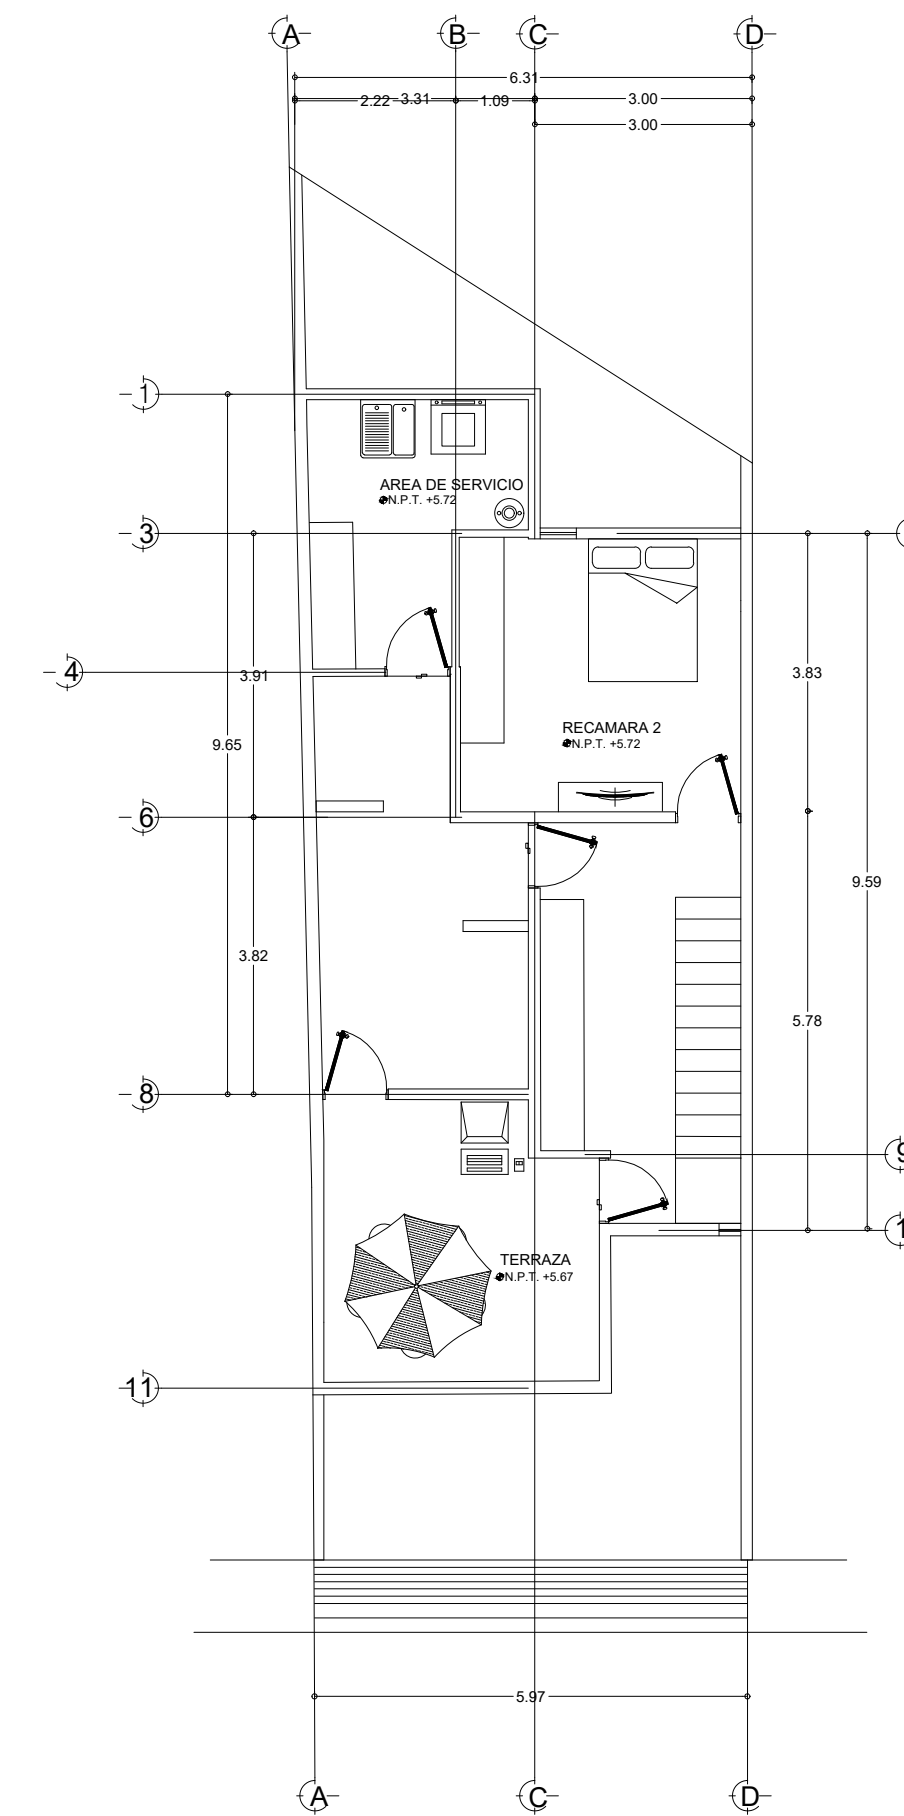 A B C D
6.31
2.22 3.31 1.09 3.00
3.00
1
AREA DE SERVICIO
N.P.T. +5.72
3
4
3.91
3.83
RECAMARA 2
N.P.T. +5.72
9.65
6
9.59
3.82
5.78
8
9
1
TERRAZA
N.P.T. +5.67
11
5.97
A C D